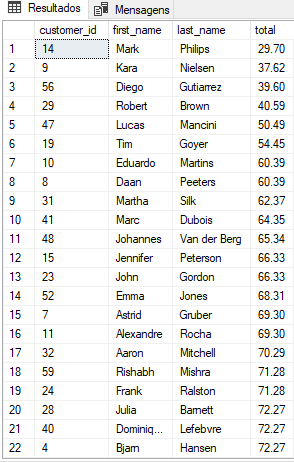 Resultados Mensagens
customer_id first_name last_name total
1 14 Mark Philips 29.70
2 9 Kara Nielsen 37.62
3 56 Diego Gutiarrez 39.60
4 29 Robert Brown 40.59
5 47 Lucas Mancini 50.49
6 19 Tim Goyer 54.45
7 10 Eduardo Martins 60.39
8 8 Daan Peeters 60.39
9 31 Martha Silk 62.37
10 41 Marc Dubois 64.35
11 48 Johannes Van der Berg 65.34
12 15 Jennifer Peterson 66.33
13 23 John Gordon 66.33
14 52 Emma Jones 68.31
15 7 Astrid Gruber 69.30
16 11 Alexandre Rocha 69.30
17 32 Aaron Mitchell 70.29
18 59 Rishabh Mishra 71.28
19 24 Frank Ralston 71.28
20 28 Julia Barnett 72.27
21 40 Dominiq... Lefebvre 72.27
22 4 Bjørn Hansen 72.27